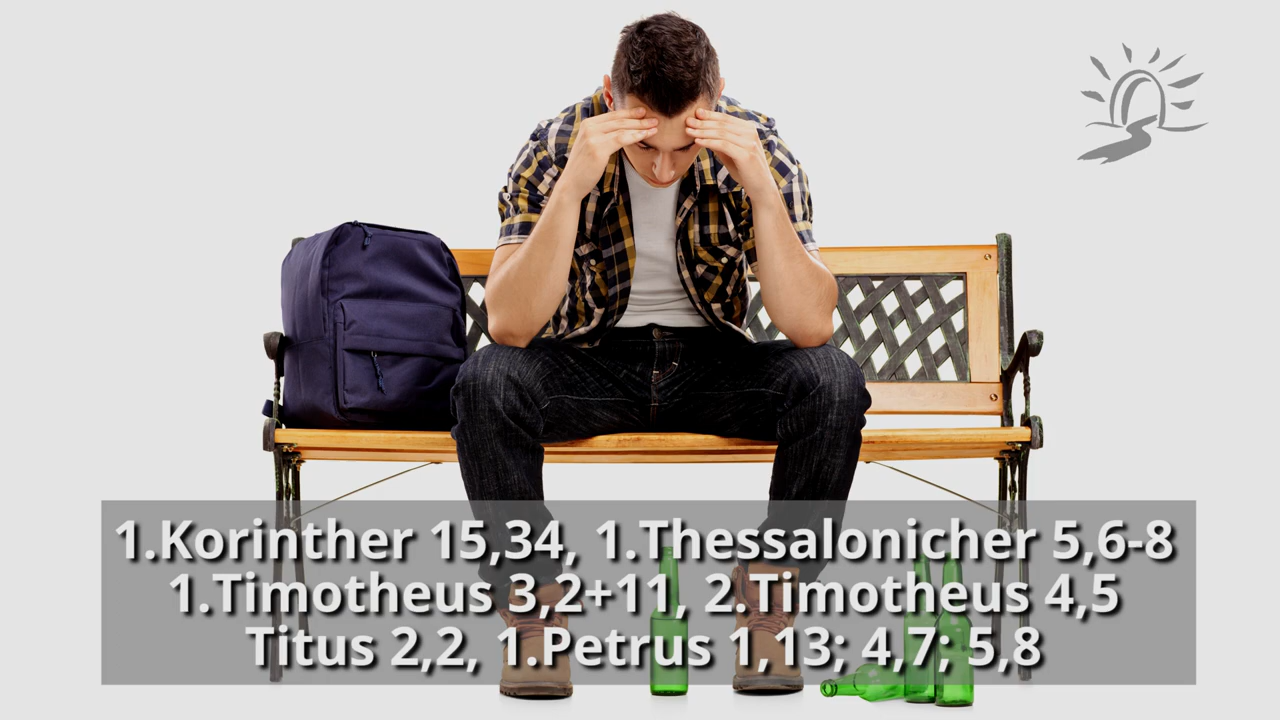 1.Korinther 15,34, 1.Thessalonicher 5,6-8
1.Timotheus 3,2+11, 2.Timotheus 4,5
Titus 2,2, 1.Petrus 1,13; 4,7; 5,8